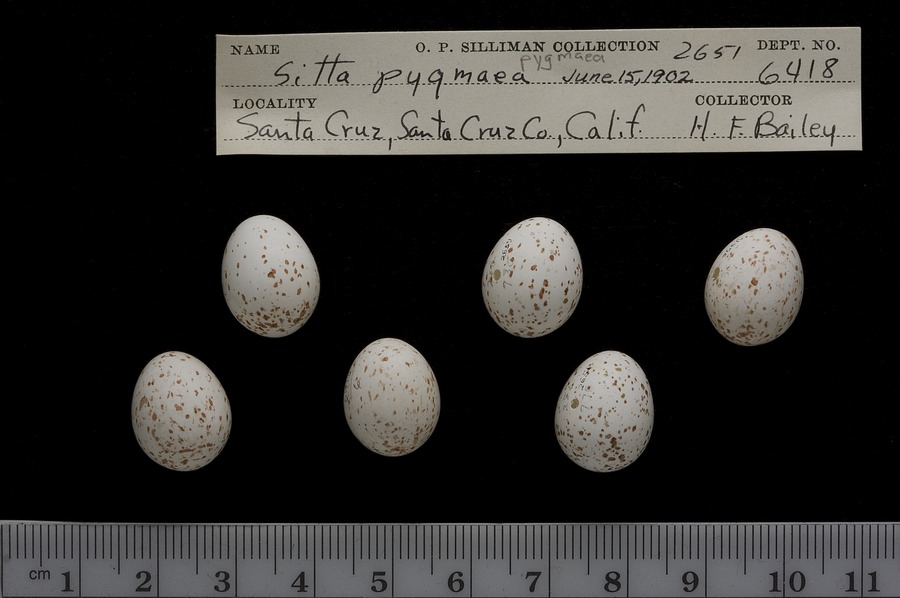 NAME O. P. SILLIMAN COLLECTION 2651 DEPT. NO.
pygmaea
Sitta pygmaea June 15, 1902 6418
LOCALITY COLLECTOR
Santa Cruz, Santa Cruz Co., Calif. H. F. Bailey
cm 1 2 3 4 5 6 7 8 9 10 11